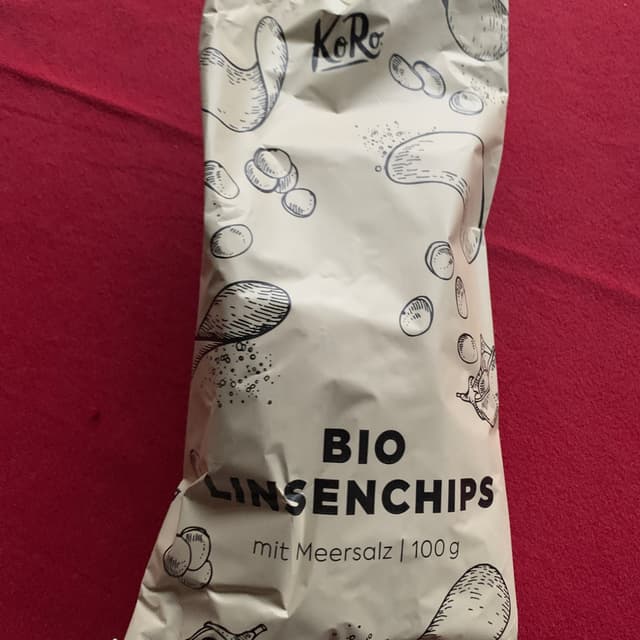 KoRo
BIO
LINSENCHIPS
mit Meersalz | 100 g